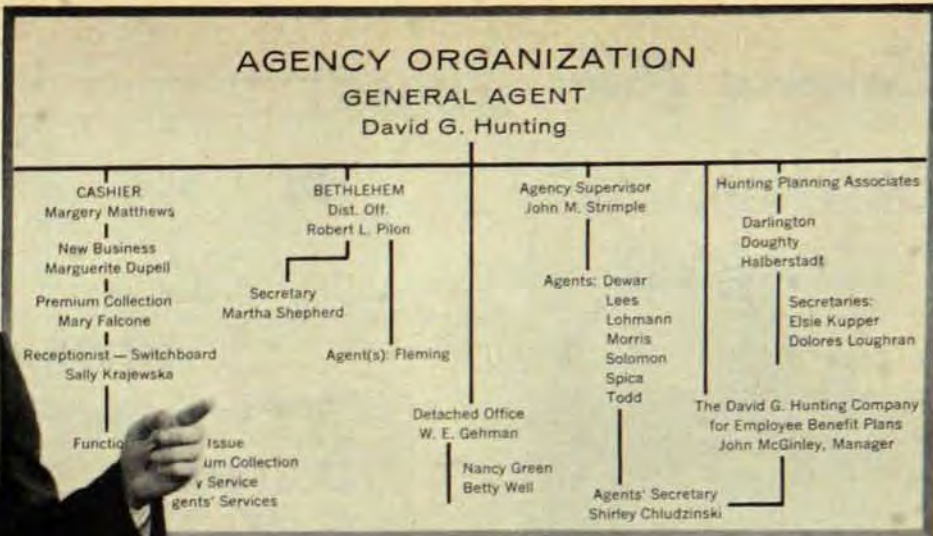 AGENCY ORGANIZATION
GENERAL AGENT
David G. Hunting
CASHIER
Margery Matthews
New Business
Marguerite Dupell
Premium Collection
Mary Falcone
Receptionist — Switchboard
Sally Krajewska
Issue
Collection
Service
Services
BETHLEHEM
Dist. Off.
Robert L. Pilon
Secretary
Martha Shepherd
Agent(s): Fleming
Detached Office
W. E. Gehman
Nancy Green
Betty Well
Agency Supervisor
John M. Strimple
Agents: Dewar
Lees
Lohmann
Morris
Solomon
Spica
Todd
Agents' Secretary
Shirley Chludzinski
Hunting Planning Associates
Darlington
Doughty
Halberstadt
Secretaries:
Elsie Kupper
Dolores Loughran
The David G. Hunting Company
for Employee Benefit Plans
John McGinley, Manager